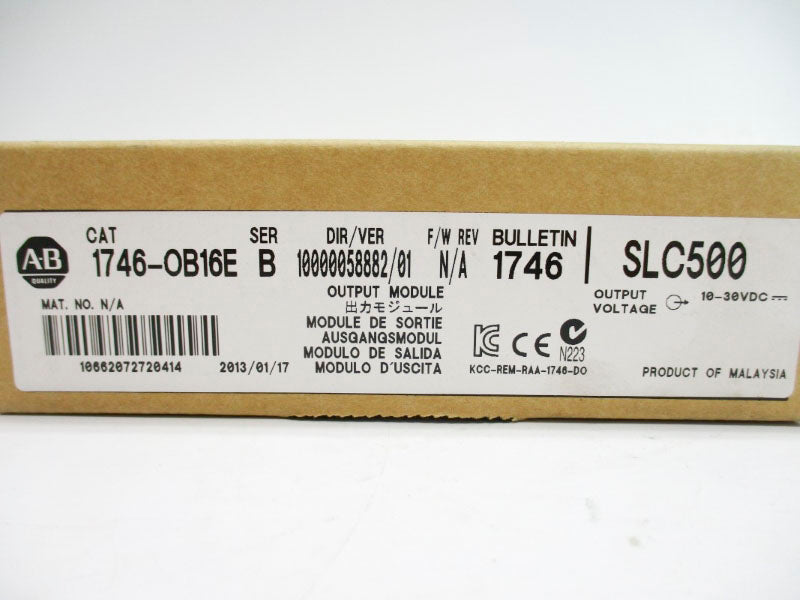 A-B
QUALITY
CAT SER DIR/VER F/W REV BULLETIN
1746-OB16E B 10000058882/01 N/A 1746 | SLC500
MAT. NO. N/A
10662072720414 2013/01/17
OUTPUT MODULE
出力モジュール
MODULE DE SORTIE
AUSGANGSMODUL
MODULO DE SALIDA
MODULO D'USCITA
OUTPUT
VOLTAGE 10-30VDC
CE N223
KCC-REM-RAA-1746-DO
PRODUCT OF MALAYSIA